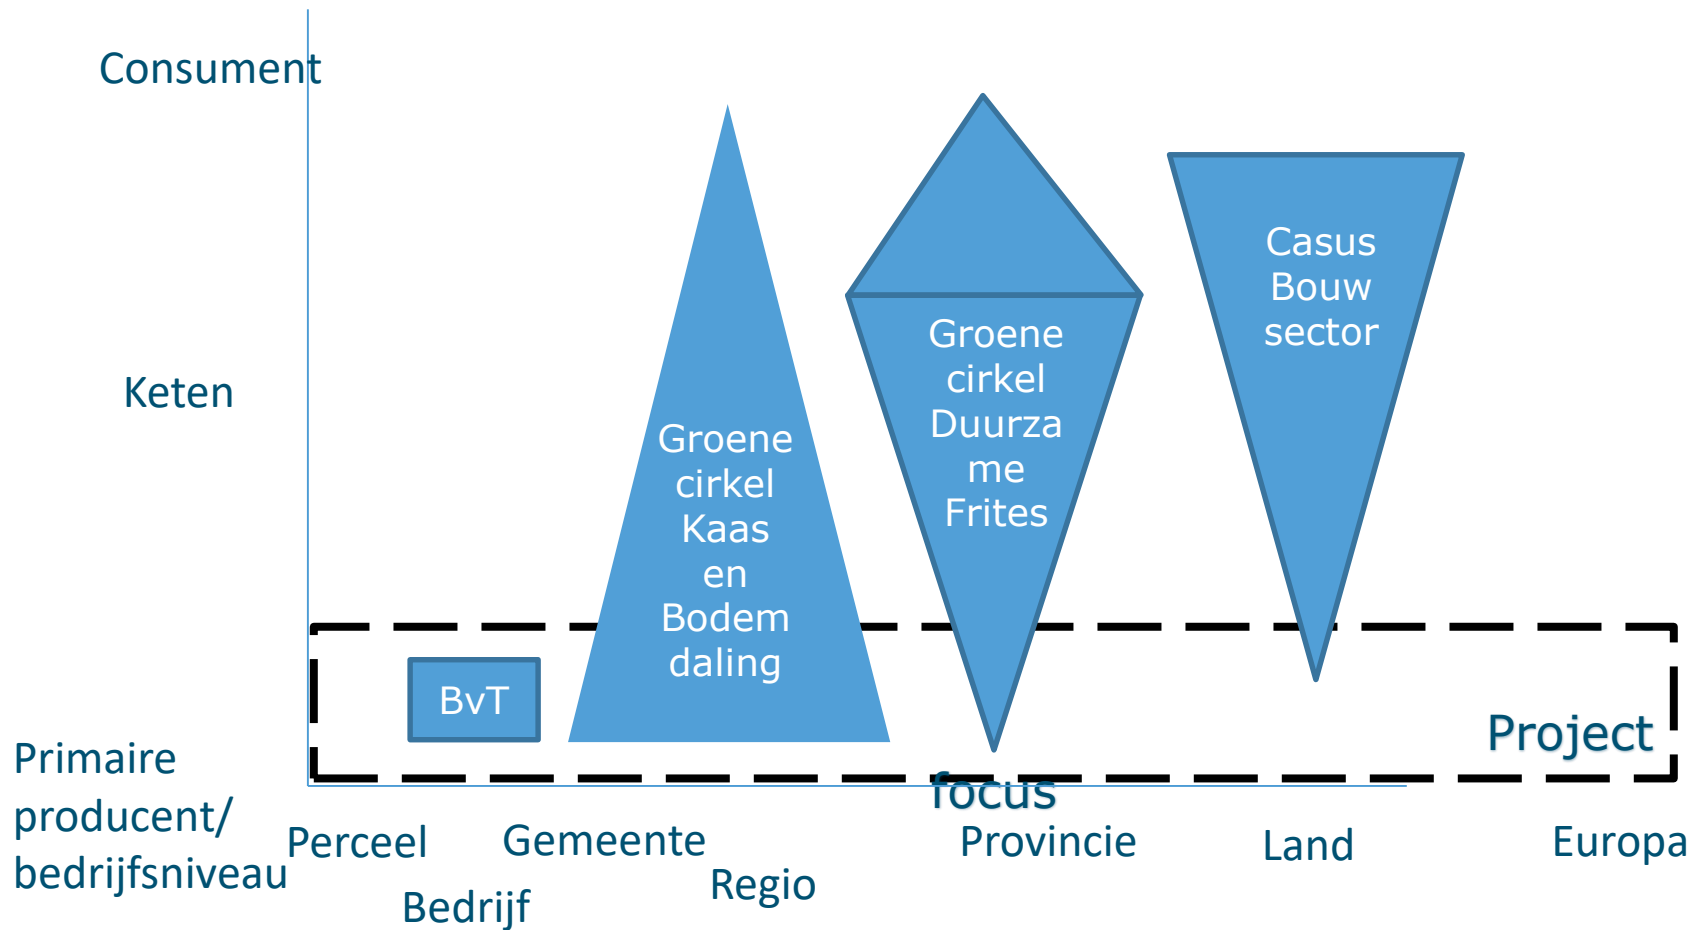 Consument
Keten
Primaire
producent/
bedrijfsniveau
BvT
Groene
cirkel
Kaas
en
Bodem
daling
Groene
cirkel
Duurza
me
Frites
Casus
Bouw
sector
Project
focus
Perceel
Bedrijf
Gemeente
Regio
Provincie
Land
Europa